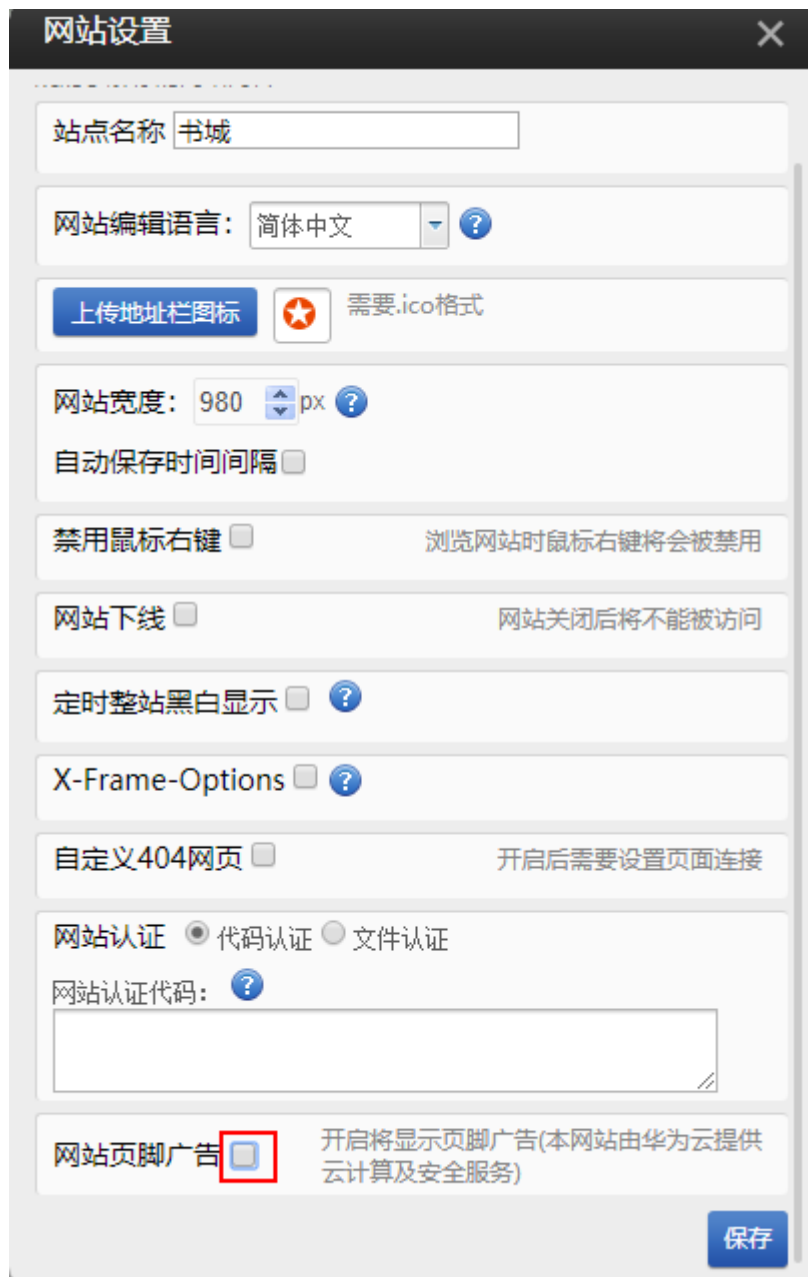 网站设置
站点名称 书城
网站编辑语言： 简体中文
上传地址栏图标 需要.ico格式
网站宽度： 980 px
自动保存时间间隔
禁用鼠标右键 浏览网站时鼠标右键将会被禁用
网站下线 网站关闭后将不能被访问
定时整站黑白显示
X-Frame-Options
自定义404网页 开启后需要设置页面连接
网站认证 代码认证 文件认证
网站认证代码：
网站页脚广告 开启将显示页脚广告(本网站由华为云提供
云计算及安全服务)
保存